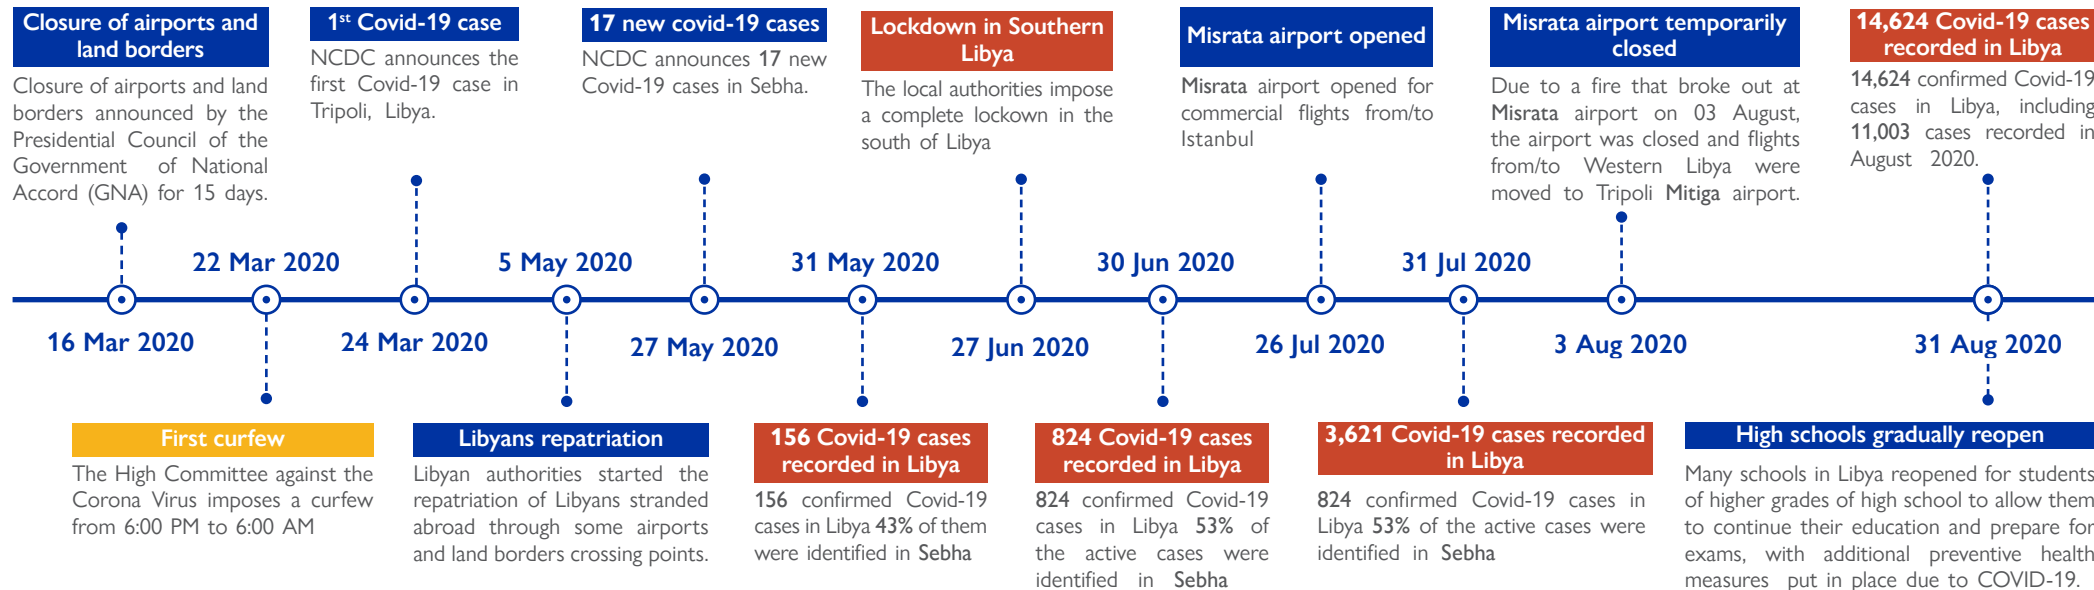 Closure of airports and
land borders
Closure of airports and land
borders announced by the
Presidential Council of the
Government of National
Accord (GNA) for 15 days.
1st Covid-19 case
NCDC announces the
first Covid-19 case in
Tripoli, Libya.
17 new covid-19 cases
NCDC announces 17 new
Covid-19 cases in Sebha.
Lockdown in Southern
Libya
The local authorities impose
a complete lockown in the
south of Libya
Misrata airport opened
Misrata airport opened for
commercial flights from/to
Istanbul
Misrata airport temporarily
closed
Due to a fire that broke out at
Misrata airport on 03 August,
the airport was closed and flights
from/to Western Libya were
moved to Tripoli Mitiga airport.
14,624 Covid-19 cases
recorded in Libya
14,624 confirmed Covid-19
cases in Libya, including
11,003 cases recorded in
August 2020.
22 Mar 2020
5 May 2020
31 May 2020
30 Jun 2020
31 Jul 2020
16 Mar 2020
24 Mar 2020
27 May 2020
27 Jun 2020
26 Jul 2020
3 Aug 2020
31 Aug 2020
First curfew
The High Committee against the
Corona Virus imposes a curfew
from 6:00 PM to 6:00 AM
Libyans repatriation
Libyan authorities started the
repatriation of Libyans stranded
abroad through some airports
and land borders crossing points.
156 Covid-19 cases
recorded in Libya
156 confirmed Covid-19
cases in Libya 43% of them
were identified in Sebha
824 Covid-19 cases
recorded in Libya
824 confirmed Covid-19
cases in Libya 53% of
the active cases were
identified in Sebha
3,621 Covid-19 cases recorded
in Libya
824 confirmed Covid-19 cases in
Libya 53% of the active cases were
identified in Sebha
High schools gradually reopen
Many schools in Libya reopened for students
of higher grades of high school to allow them
to continue their education and prepare for
exams, with additional preventive health
measures put in place due to COVID-19.